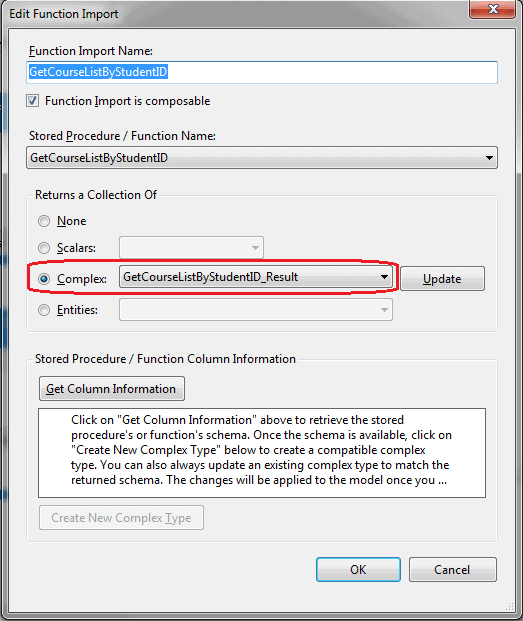 Edit Function Import
Function Import Name:
GetCourseListByStudentID
Function Import is composable
Stored Procedure / Function Name:
GetCourseListByStudentID
Returns a Collection Of
None
Scalars:
Complex: GetCourseListByStudentID_Result Update
Entities:
Stored Procedure / Function Column Information
Get Column Information
Click on "Get Column Information" above to retrieve the stored
procedure's or function's schema. Once the schema is available, click on
"Create New Complex Type" below to create a compatible complex
type. You can also always update an existing complex type to match the
returned schema. The changes will be applied to the model once you ...
Create New Complex Type
OK Cancel